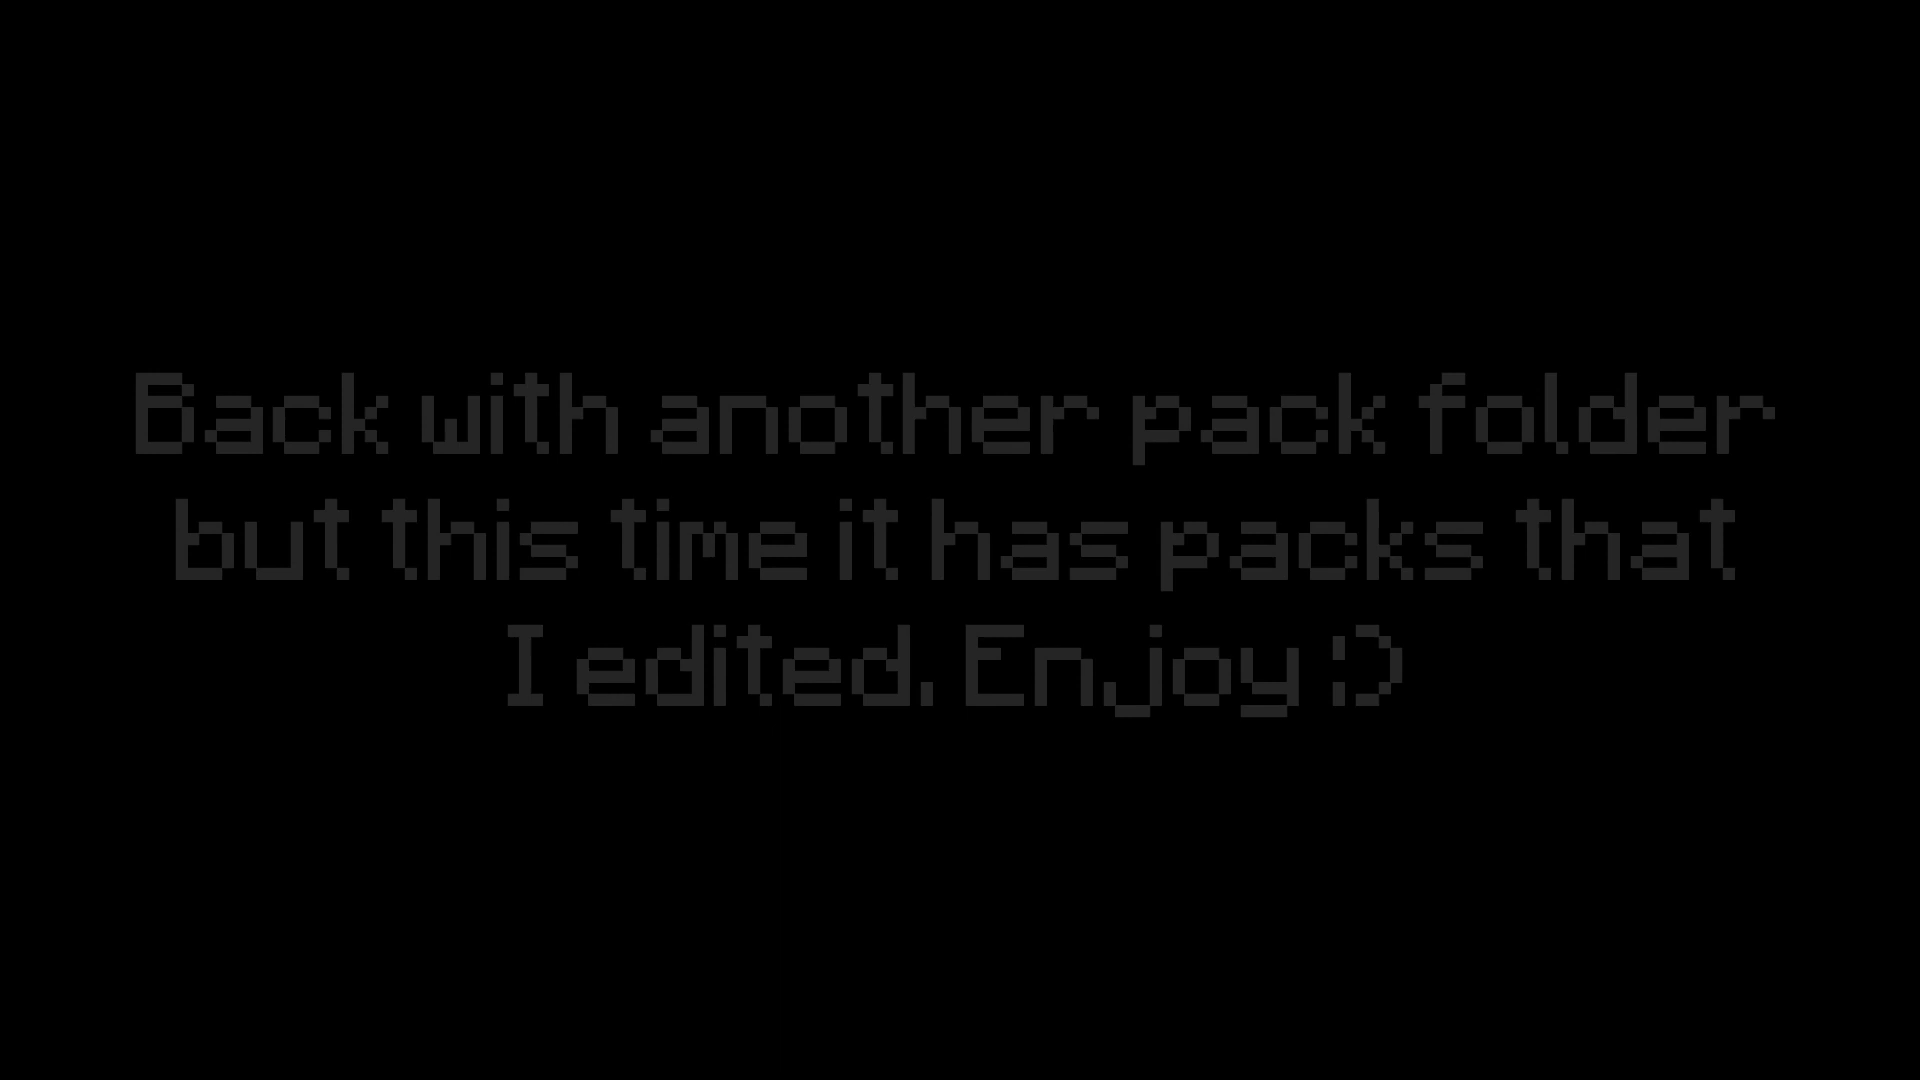 Back with another pack folder
but this time it has packs that
I edited. Enjoy :)